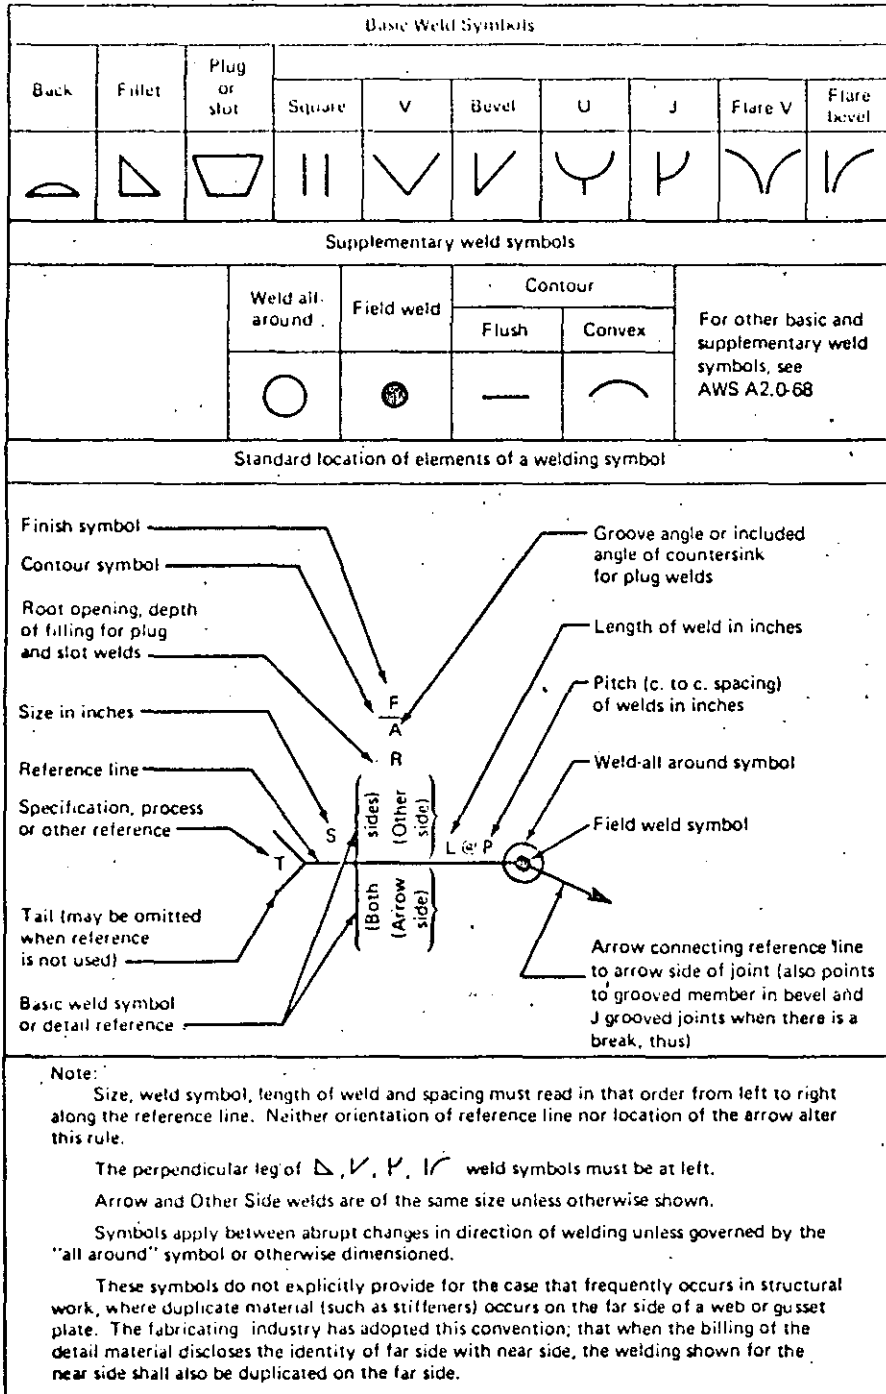 Basic Weld Symbols
Back
Fillet
Plug
or
slot
Square
V
Bevel
U
J
Flare V
Flare
bevel
Supplementary weld symbols
Weld all
around
Field weld
Contour
Flush
Convex
For other basic and
supplementary weld
symbols, see
AWS A2.0-68
Standard location of elements of a welding symbol
Finish symbol
Contour symbol
Root opening, depth
of filling for plug
and slot welds
Size in inches
Reference line
Specification, process
or other reference
Tail (may be omitted
when reference
is not used)
Basic weld symbol
or detail reference
F
A
R
S
T
(Both sides)
(Arrow side)
(Other side)
L @ P
Groove angle or included
angle of countersink
for plug welds
Length of weld in inches
Pitch (c. to c. spacing)
of welds in inches
Weld-all around symbol
Field weld symbol
Arrow connecting reference line
to arrow side of joint (also points
to grooved member in bevel and
J grooved joints when there is a
break, thus)
Note:
Size, weld symbol, length of weld and spacing must read in that order from left to right
along the reference line. Neither orientation of reference line nor location of the arrow alter
this rule.
The perpendicular leg of weld symbols must be at left.
Arrow and Other Side welds are of the same size unless otherwise shown.
Symbols apply between abrupt changes in direction of welding unless governed by the
"all around" symbol or otherwise dimensioned.
These symbols do not explicitly provide for the case that frequently occurs in structural
work, where duplicate material (such as stiffeners) occurs on the far side of a web or gusset
plate. The fabricating industry has adopted this convention; that when the billing of the
detail material discloses the identity of far side with near side, the welding shown for the
near side shall also be duplicated on the far side.